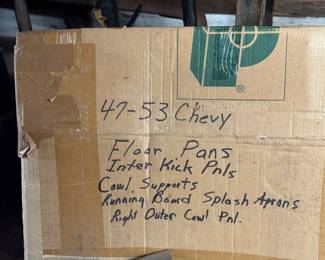 47-53 Chevy
Floor Pans
Inter Kick Pnls
Cowl Supports
Running Board Splash Aprons
Right Outer Cowl Pnl.